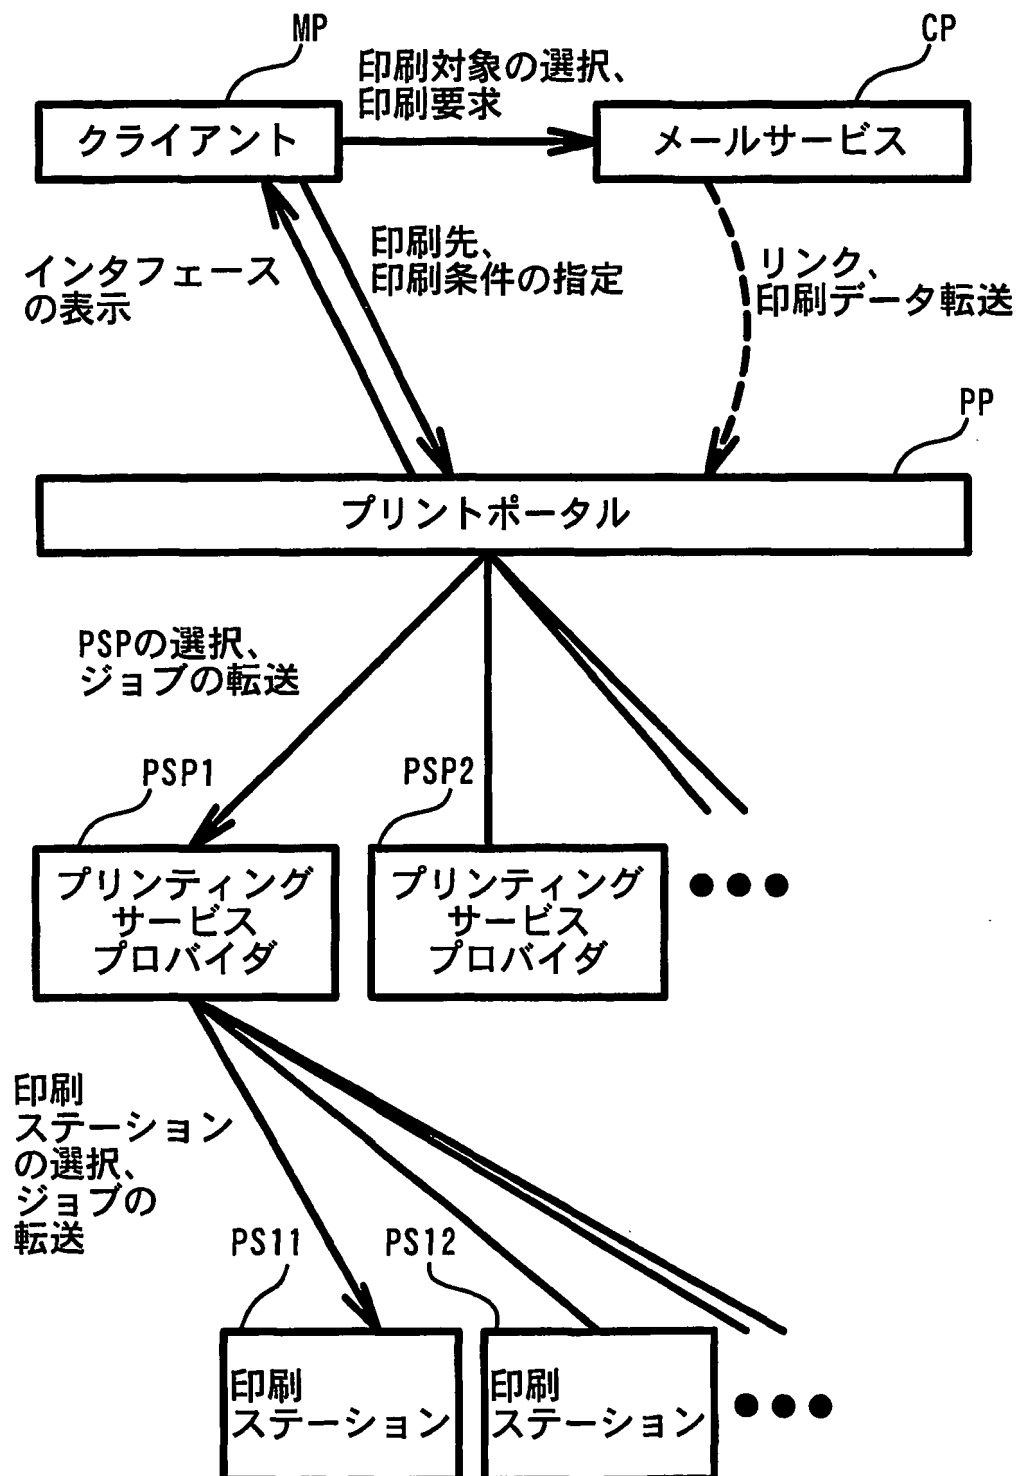 MP
CP
印刷対象の選択、
印刷要求
クライアント
メールサービス
インタフェース
の表示
印刷先、
印刷条件の指定
リンク、
印刷データ転送
PP
プリントポータル
PSPの選択、
ジョブの転送
PSP1
PSP2
プリンティング
サービス
プロバイダ
プリンティング
サービス
プロバイダ
印刷
ステーション
の選択、
ジョブの
転送
PS11
PS12
印刷
ステーション
印刷
ステーション